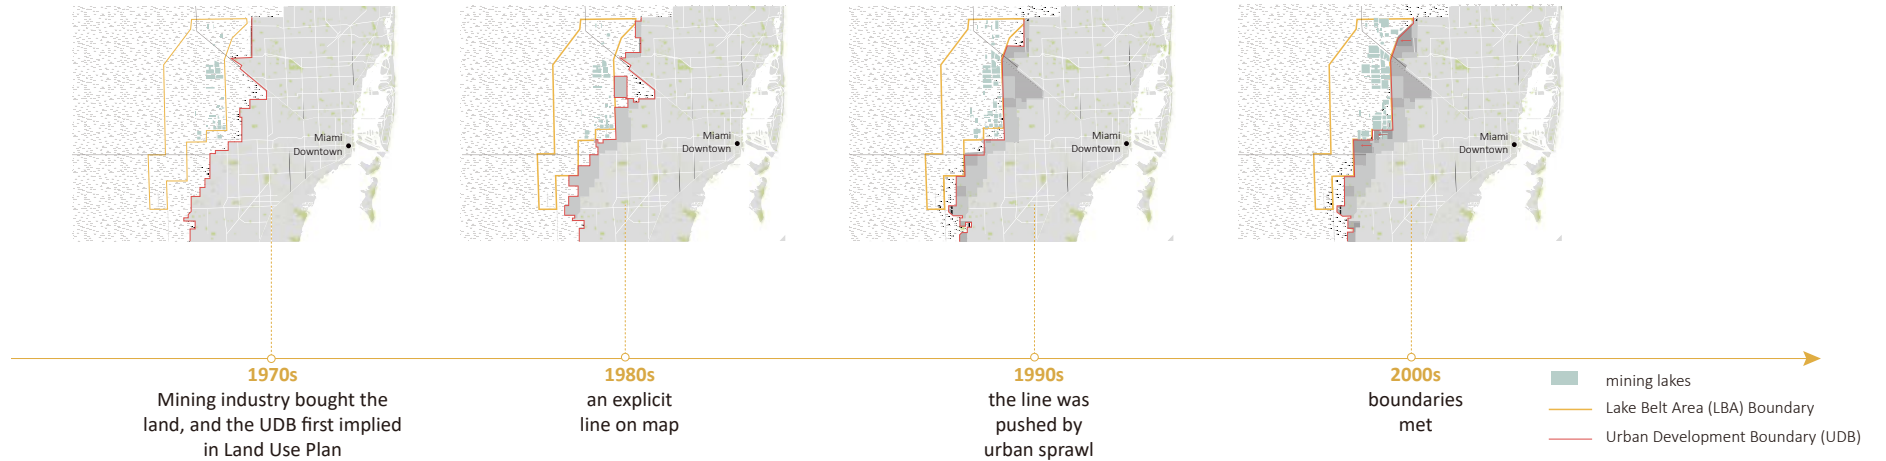 Miami
Downtown
Miami
Downtown
Miami
Downtown
Miami
Downtown
1970s
Mining industry bought the
land, and the UDB first implied
in Land Use Plan
1980s
an explicit
line on map
1990s
the line was
pushed by
urban sprawl
2000s
boundaries
met
mining lakes
Lake Belt Area (LBA) Boundary
Urban Development Boundary (UDB)